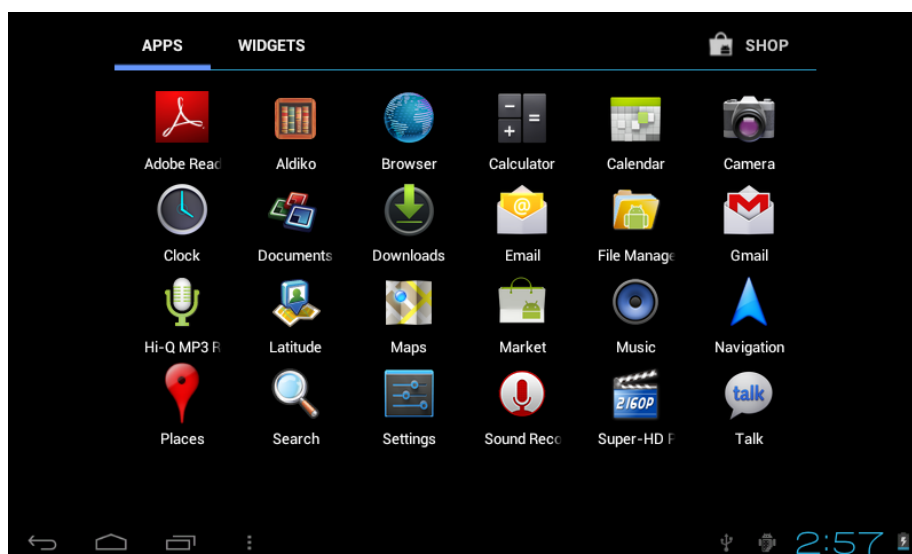 APPS WIDGETS SHOP
Adobe Read Aldiko Browser Calculator Calendar Camera
Clock Documents Downloads Email File Manage Gmail
Hi-Q MP3 R Latitude Maps Market Music Navigation
2160P talk
Places Search Settings Sound Reco Super-HD P Talk
2:57